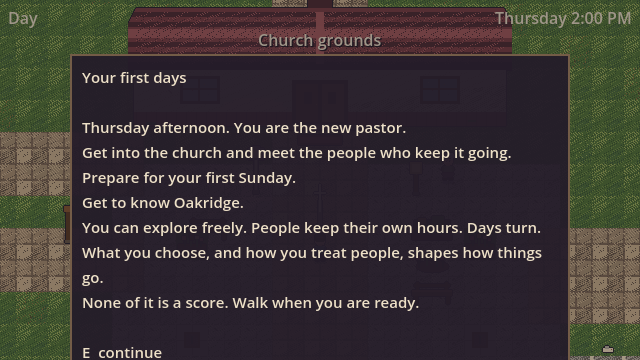 Day
Thursday 2:00 PM
Church grounds
Your first days
Thursday afternoon. You are the new pastor.
Get into the church and meet the people who keep it going.
Prepare for your first Sunday.
Get to know Oakridge.
You can explore freely. People keep their own hours. Days turn.
What you choose, and how you treat people, shapes how things
go.
None of it is a score. Walk when you are ready.
E  continue